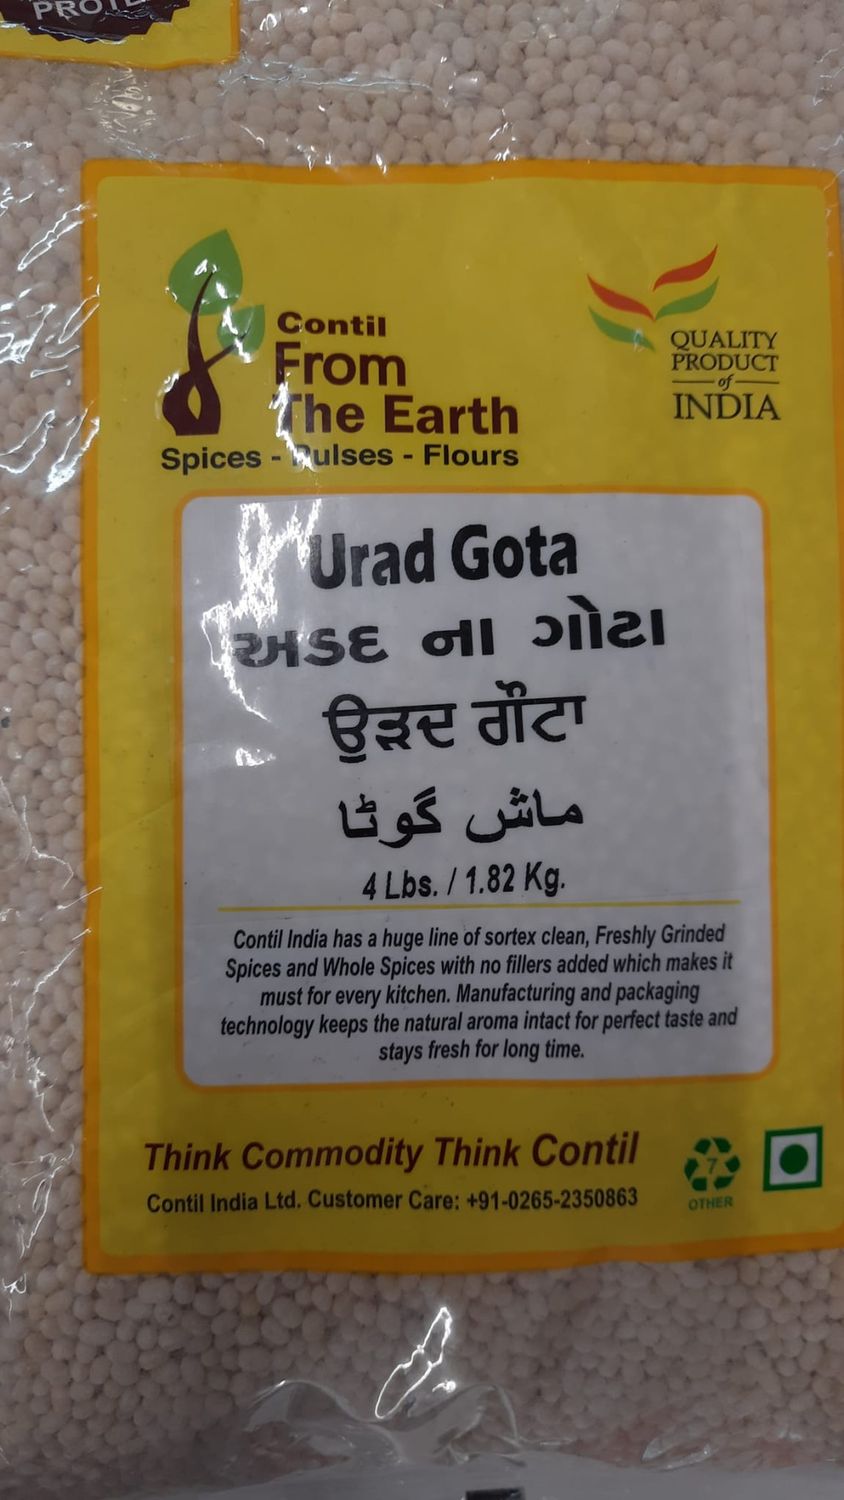 Contil
From
The Earth
Spices - Pulses - Flours
QUALITY
PRODUCT
of
INDIA
Urad Gota
અડદ ના ગોટા
ਉੜਦ ਗੌਟਾ
ماش گوٹا
4 Lbs. / 1.82 Kg.
Contil India has a huge line of sortex clean, Freshly Grinded
Spices and Whole Spices with no fillers added which makes it
must for every kitchen. Manufacturing and packaging
technology keeps the natural aroma intact for perfect taste and
stays fresh for long time.
Think Commodity Think Contil
Contil India Ltd. Customer Care: +91-0265-2350863
7
OTHER